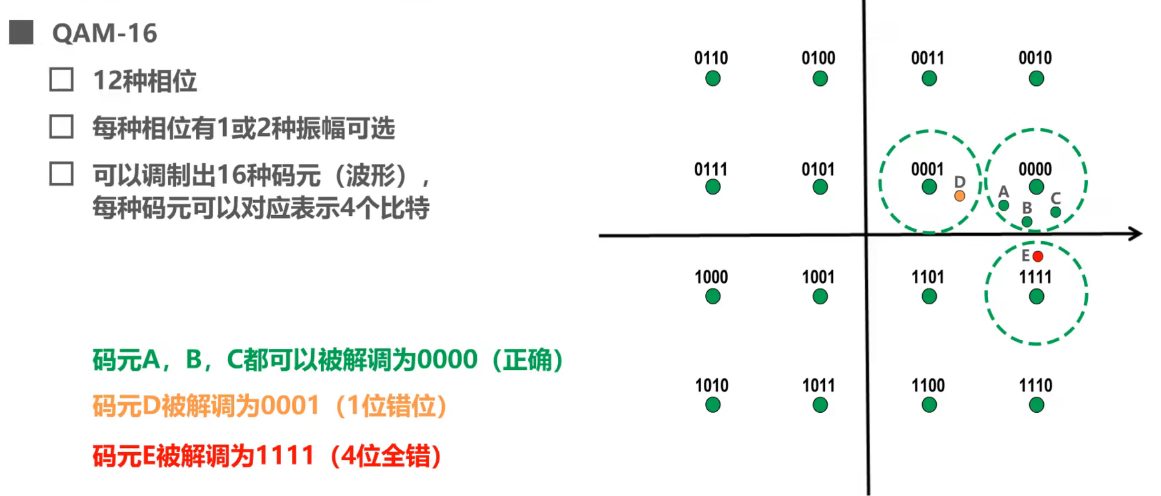 QAM-16
12种相位
每种相位有1或2种振幅可选
可以调制出16种码元（波形），
每种码元可以对应表示4个比特
码元A，B，C都可以被解调为0000（正确）
码元D被解调为0001（1位错位）
码元E被解调为1111（4位全错）
0110 0100 0011 0010
0111 0101 0001 0000
D A B C
E
1000 1001 1101 1111
1010 1011 1100 1110